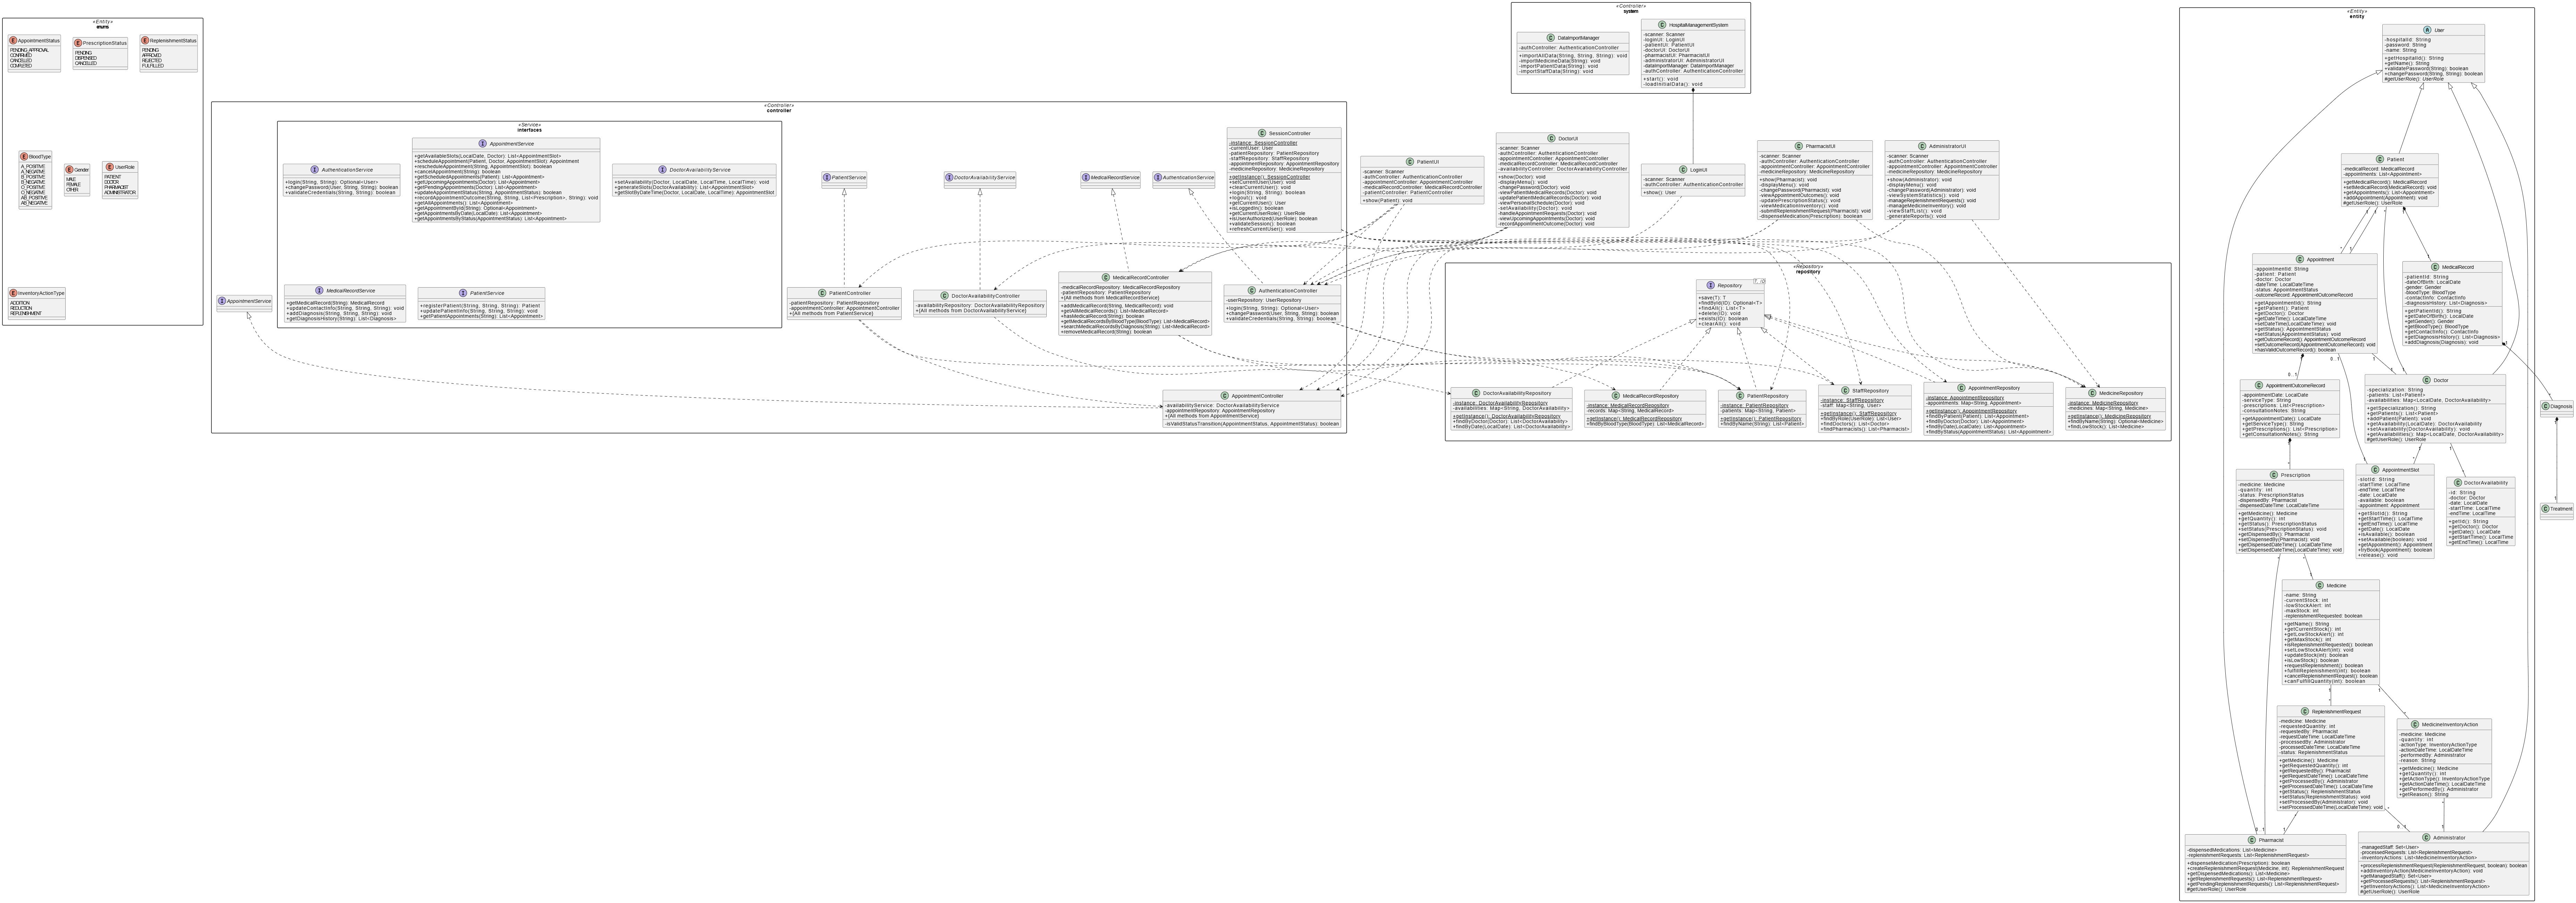 «Entity»
enums
AppointmentStatus
PENDING_APPROVAL
CONFIRMED
CANCELLED
COMPLETED
PrescriptionStatus
PENDING
DISPENSED
CANCELLED
ReplenishmentStatus
PENDING
APPROVED
REJECTED
FULFILLED
BloodType
A_POSITIVE
A_NEGATIVE
B_POSITIVE
B_NEGATIVE
O_POSITIVE
O_NEGATIVE
AB_POSITIVE
AB_NEGATIVE
Gender
MALE
FEMALE
OTHER
UserRole
PATIENT
DOCTOR
PHARMACIST
ADMINISTRATOR
InventoryActionType
ADDITION
REDUCTION
REPLENISHMENT
«Controller»
controller
«Service»
interfaces
AuthenticationService
+login(String, String): Optional<User>
+changePassword(User, String, String): boolean
+validateCredentials(String, String): boolean
AppointmentService
+getAvailableSlots(LocalDate, Doctor): List<AppointmentSlot>
+scheduleAppointment(Patient, Doctor, AppointmentSlot): Appointment
+rescheduleAppointment(String, AppointmentSlot): boolean
+cancelAppointment(String): boolean
+getScheduledAppointments(Patient): List<Appointment>
+getUpcomingAppointments(Doctor): List<Appointment>
+getPendingAppointments(Doctor): List<Appointment>
+updateAppointmentStatus(String, AppointmentStatus): boolean
+recordAppointmentOutcome(String, String, List<Prescription>, String): void
+getAllAppointments(): List<Appointment>
+getAppointmentById(String): Optional<Appointment>
+getAppointmentsByDate(LocalDate): List<Appointment>
+getAppointmentsByStatus(AppointmentStatus): List<Appointment>
DoctorAvailabilityService
+setAvailability(Doctor, LocalDate, LocalTime, LocalTime): void
+generateSlots(DoctorAvailability): List<AppointmentSlot>
+getSlotByDateTime(Doctor, LocalDate, LocalTime): AppointmentSlot
MedicalRecordService
+getMedicalRecord(String): MedicalRecord
+updateContactInfo(String, String, String): void
+addDiagnosis(String, String, String): void
+getDiagnosisHistory(String): List<Diagnosis>
PatientService
+registerPatient(String, String, String): Patient
+updatePatientInfo(String, String, String): void
+getPatientAppointments(String): List<Appointment>
AppointmentService
PatientService
DoctorAvailabilityService
MedicalRecordService
AuthenticationService
SessionController
-instance: SessionController
-currentUser: User
-patientRepository: PatientRepository
-staffRepository: StaffRepository
-appointmentRepository: AppointmentRepository
-medicineRepository: MedicineRepository
+getInstance(): SessionController
+setCurrentUser(User): void
+clearCurrentUser(): void
+login(String, String): boolean
+logout(): void
+getCurrentUser(): User
+isLoggedIn(): boolean
+getCurrentUserRole(): UserRole
+isUserAuthorized(UserRole): boolean
+validateSession(): boolean
+refreshCurrentUser(): void
PatientController
-patientRepository: PatientRepository
-appointmentController: AppointmentController
+{All methods from PatientService}
DoctorAvailabilityController
-availabilityRepository: DoctorAvailabilityRepository
+{All methods from DoctorAvailabilityService}
MedicalRecordController
-medicalRecordRepository: MedicalRecordRepository
-patientRepository: PatientRepository
+{All methods from MedicalRecordService}
+addMedicalRecord(String, MedicalRecord): void
+getAllMedicalRecords(): List<MedicalRecord>
+hasMedicalRecord(String): boolean
+getMedicalRecordsByBloodType(BloodType): List<MedicalRecord>
+searchMedicalRecordsByDiagnosis(String): List<MedicalRecord>
+removeMedicalRecord(String): boolean
AuthenticationController
-userRepository: UserRepository
+login(String, String): Optional<User>
+changePassword(User, String, String): boolean
+validateCredentials(String, String): boolean
AppointmentController
-availabilityService: DoctorAvailabilityService
-appointmentRepository: AppointmentRepository
+{All methods from AppointmentService}
-isValidStatusTransition(AppointmentStatus, AppointmentStatus): boolean
«Controller»
system
DataImportManager
-authController: AuthenticationController
+importAllData(String, String, String): void
-importMedicineData(String): void
-importPatientData(String): void
-importStaffData(String): void
HospitalManagementSystem
-scanner: Scanner
-loginUI: LoginUI
-patientUI: PatientUI
-doctorUI: DoctorUI
-pharmacistUI: PharmacistUI
-administratorUI: AdministratorUI
-dataImportManager: DataImportManager
-authController: AuthenticationController
+start(): void
-loadInitialData(): void
PatientUI
-scanner: Scanner
-authController: AuthenticationController
-appointmentController: AppointmentController
-medicalRecordController: MedicalRecordController
-patientController: PatientController
+show(Patient): void
DoctorUI
-scanner: Scanner
-authController: AuthenticationController
-appointmentController: AppointmentController
-medicalRecordController: MedicalRecordController
-availabilityController: DoctorAvailabilityController
+show(Doctor): void
-displayMenu(): void
-changePassword(Doctor): void
-viewPatientMedicalRecords(Doctor): void
-updatePatientMedicalRecords(Doctor): void
-viewPersonalSchedule(Doctor): void
-setAvailability(Doctor): void
-handleAppointmentRequests(Doctor): void
-viewUpcomingAppointments(Doctor): void
-recordAppointmentOutcome(Doctor): void
LoginUI
-scanner: Scanner
-authController: AuthenticationController
+show(): User
PharmacistUI
-scanner: Scanner
-authController: AuthenticationController
-appointmentController: AppointmentController
-medicineRepository: MedicineRepository
+show(Pharmacist): void
-displayMenu(): void
-changePassword(Pharmacist): void
-viewAppointmentOutcomes(): void
-updatePrescriptionStatus(): void
-viewMedicationInventory(): void
-submitReplenishmentRequest(Pharmacist): void
-dispenseMedication(Prescription): boolean
AdministratorUI
-scanner: Scanner
-authController: AuthenticationController
-appointmentController: AppointmentController
-medicineRepository: MedicineRepository
+show(Administrator): void
-displayMenu(): void
-changePassword(Administrator): void
-viewSystemStatistics(): void
-manageReplenishmentRequests(): void
-manageMedicineInventory(): void
-viewStaffList(): void
-generateReports(): void
«Repository»
repository
Repository
+save(T): T
+findById(ID): Optional<T>
+findAll(): List<T>
+delete(ID): void
+exists(ID): boolean
+clearAll(): void
DoctorAvailabilityRepository
-instance: DoctorAvailabilityRepository
-availabilities: Map<String, DoctorAvailability>
+getInstance(): DoctorAvailabilityRepository
+findByDoctor(Doctor): List<DoctorAvailability>
+findByDate(LocalDate): List<DoctorAvailability>
MedicalRecordRepository
-instance: MedicalRecordRepository
-records: Map<String, MedicalRecord>
+getInstance(): MedicalRecordRepository
+findByBloodType(BloodType): List<MedicalRecord>
PatientRepository
-instance: PatientRepository
-patients: Map<String, Patient>
+getInstance(): PatientRepository
+findByName(String): List<Patient>
StaffRepository
-instance: StaffRepository
-staff: Map<String, User>
+getInstance(): StaffRepository
+findByRole(UserRole): List<User>
+findDoctors(): List<Doctor>
+findPharmacists(): List<Pharmacist>
AppointmentRepository
-instance: AppointmentRepository
-appointments: Map<String, Appointment>
+getInstance(): AppointmentRepository
+findByPatient(Patient): List<Appointment>
+findByDoctor(Doctor): List<Appointment>
+findByDate(LocalDate): List<Appointment>
+findByStatus(AppointmentStatus): List<Appointment>
MedicineRepository
-instance: MedicineRepository
-medicines: Map<String, Medicine>
+getInstance(): MedicineRepository
+findByName(String): Optional<Medicine>
+findLowStock(): List<Medicine>
«Entity»
entity
User
-hospitalId: String
-password: String
-name: String
+getHospitalId(): String
+getName(): String
+validatePassword(String): boolean
+changePassword(String, String): boolean
#getUserRole(): UserRole
Patient
-medicalRecord: MedicalRecord
-appointments: List<Appointment>
+getMedicalRecord(): MedicalRecord
+setMedicalRecord(MedicalRecord): void
+getAppointments(): List<Appointment>
+addAppointment(Appointment): void
#getUserRole(): UserRole
Appointment
-appointmentId: String
-patient: Patient
-doctor: Doctor
-dateTime: LocalDateTime
-status: AppointmentStatus
-outcomeRecord: AppointmentOutcomeRecord
+getAppointmentId(): String
+getPatient(): Patient
+getDoctor(): Doctor
+getDateTime(): LocalDateTime
+setDateTime(LocalDateTime): void
+getStatus(): AppointmentStatus
+setStatus(AppointmentStatus): void
+getOutcomeRecord(): AppointmentOutcomeRecord
+setOutcomeRecord(AppointmentOutcomeRecord): void
+hasValidOutcomeRecord(): boolean
MedicalRecord
-patientId: String
-dateOfBirth: LocalDate
-gender: Gender
-bloodType: BloodType
-contactInfo: ContactInfo
-diagnosisHistory: List<Diagnosis>
+getPatientId(): String
+getDateOfBirth(): LocalDate
+getGender(): Gender
+getBloodType(): BloodType
+getContactInfo(): ContactInfo
+getDiagnosisHistory(): List<Diagnosis>
+addDiagnosis(Diagnosis): void
AppointmentOutcomeRecord
-appointmentDate: LocalDate
-serviceType: String
-prescriptions: List<Prescription>
-consultationNotes: String
+getAppointmentDate(): LocalDate
+getServiceType(): String
+getPrescriptions(): List<Prescription>
+getConsultationNotes(): String
Doctor
-specialization: String
-patients: List<Patient>
-availabilities: Map<LocalDate, DoctorAvailability>
+getSpecialization(): String
+getPatients(): List<Patient>
+addPatient(Patient): void
+getAvailability(LocalDate): DoctorAvailability
+setAvailability(DoctorAvailability): void
+getAvailabilities(): Map<LocalDate, DoctorAvailability>
#getUserRole(): UserRole
Diagnosis
Treatment
Prescription
-medicine: Medicine
-quantity: int
-status: PrescriptionStatus
-dispensedBy: Pharmacist
-dispensedDateTime: LocalDateTime
+getMedicine(): Medicine
+getQuantity(): int
+getStatus(): PrescriptionStatus
+setStatus(PrescriptionStatus): void
+getDispensedBy(): Pharmacist
+setDispensedBy(Pharmacist): void
+getDispensedDateTime(): LocalDateTime
+setDispensedDateTime(LocalDateTime): void
AppointmentSlot
-slotId: String
-startTime: LocalTime
-endTime: LocalTime
-date: LocalDate
-available: boolean
-appointment: Appointment
+getSlotId(): String
+getStartTime(): LocalTime
+getEndTime(): LocalTime
+getDate(): LocalDate
+isAvailable(): boolean
+setAvailable(boolean): void
+getAppointment(): Appointment
+tryBook(Appointment): boolean
+release(): void
DoctorAvailability
-id: String
-doctor: Doctor
-date: LocalDate
-startTime: LocalTime
-endTime: LocalTime
+getId(): String
+getDoctor(): Doctor
+getDate(): LocalDate
+getStartTime(): LocalTime
+getEndTime(): LocalTime
Medicine
-name: String
-currentStock: int
-lowStockAlert: int
-maxStock: int
-replenishmentRequested: boolean
+getName(): String
+getCurrentStock(): int
+getLowStockAlert(): int
+getMaxStock(): int
+isReplenishmentRequested(): boolean
+setLowStockAlert(int): void
+updateStock(int): boolean
+isLowStock(): boolean
+requestReplenishment(): boolean
+fulfillReplenishment(int): boolean
+cancelReplenishmentRequest(): boolean
+canFulfillQuantity(int): boolean
ReplenishmentRequest
-medicine: Medicine
-requestedQuantity: int
-requestedBy: Pharmacist
-requestDateTime: LocalDateTime
-processedBy: Administrator
-processedDateTime: LocalDateTime
-status: ReplenishmentStatus
+getMedicine(): Medicine
+getRequestedQuantity(): int
+getRequestedBy(): Pharmacist
+getRequestDateTime(): LocalDateTime
+getProcessedBy(): Administrator
+getProcessedDateTime(): LocalDateTime
+getStatus(): ReplenishmentStatus
+setStatus(ReplenishmentStatus): void
+setProcessedBy(Administrator): void
+setProcessedDateTime(LocalDateTime): void
MedicineInventoryAction
-medicine: Medicine
-quantity: int
-actionType: InventoryActionType
-actionDateTime: LocalDateTime
-performedBy: Administrator
-reason: String
+getMedicine(): Medicine
+getQuantity(): int
+getActionType(): InventoryActionType
+getActionDateTime(): LocalDateTime
+getPerformedBy(): Administrator
+getReason(): String
Pharmacist
-dispensedMedications: List<Medicine>
-replenishmentRequests: List<ReplenishmentRequest>
+dispenseMedication(Prescription): boolean
+createReplenishmentRequest(Medicine, int): ReplenishmentRequest
+getDispensedMedications(): List<Medicine>
+getReplenishmentRequests(): List<ReplenishmentRequest>
+getPendingReplenishmentRequests(): List<ReplenishmentRequest>
#getUserRole(): UserRole
Administrator
-managedStaff: Set<User>
-processedRequests: List<ReplenishmentRequest>
-inventoryActions: List<MedicineInventoryAction>
+processReplenishmentRequest(ReplenishmentRequest, boolean): boolean
+addInventoryAction(MedicineInventoryAction): void
+getManagedStaff(): Set<User>
+getProcessedRequests(): List<ReplenishmentRequest>
+getInventoryActions(): List<MedicineInventoryAction>
#getUserRole(): UserRole